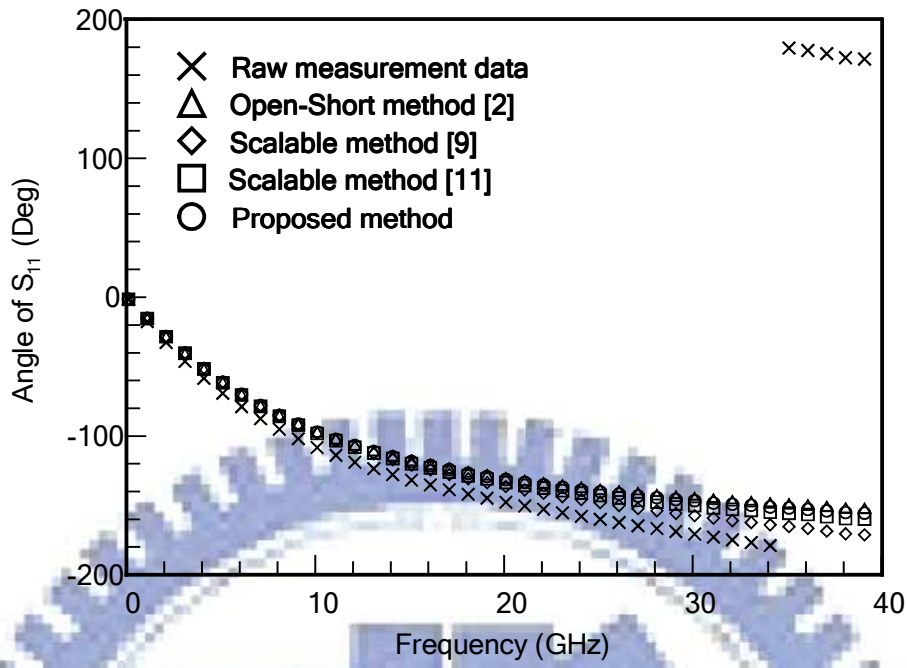 200
Raw measurement data
Open-Short method [2]
Scalable method [9]
100
Scalable method [11]
Proposed method
Angle of S11 (Deg)
0
-100
-200
0 10 20 30 40
Frequency (GHz)